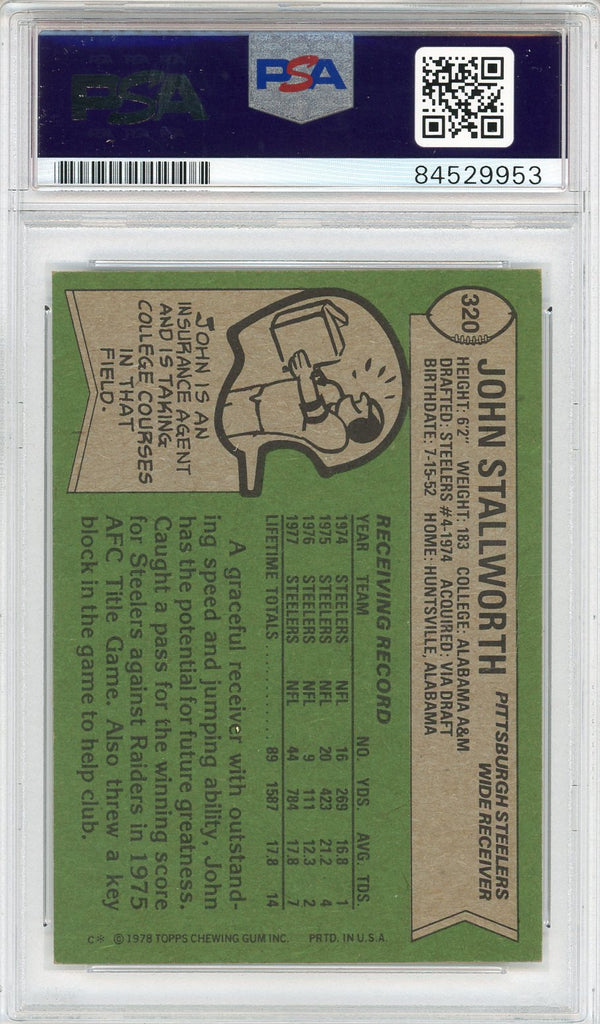 PSA
PSA
84529953
320
JOHN STALLWORTH
PITTSBURGH STEELERS
WIDE RECEIVER
HEIGHT: 6'2" WEIGHT: 183 COLLEGE: ALABAMA A&M
DRAFTED: STEELERS #4-1974 ACQUIRED: VIA DRAFT
BIRTHDATE: 7-15-52 HOME: HUNTSVILLE, ALABAMA
JOHN IS AN
INSURANCE AGENT
AND IS TAKING
COLLEGE COURSES
IN THAT
FIELD.
RECEIVING RECORD
YEAR TEAM NO. YDS. AVG. TDS.
1974 STEELERS NFL 16 269 16.8 1
1975 STEELERS NFL 20 423 21.2 4
1976 STEELERS NFL 9 111 12.3 2
1977 STEELERS NFL 44 784 17.8 7
LIFETIME TOTALS .......... 89 1587 17.8 14
A graceful receiver with outstand-
ing speed and jumping ability, John
has the potential for future greatness.
Caught a pass for the winning score
for Steelers against Raiders in 1975
AFC Title Game. Also threw a key
block in the game to help club.
C* © 1978 TOPPS CHEWING GUM INC. PRTD. IN U.S.A.